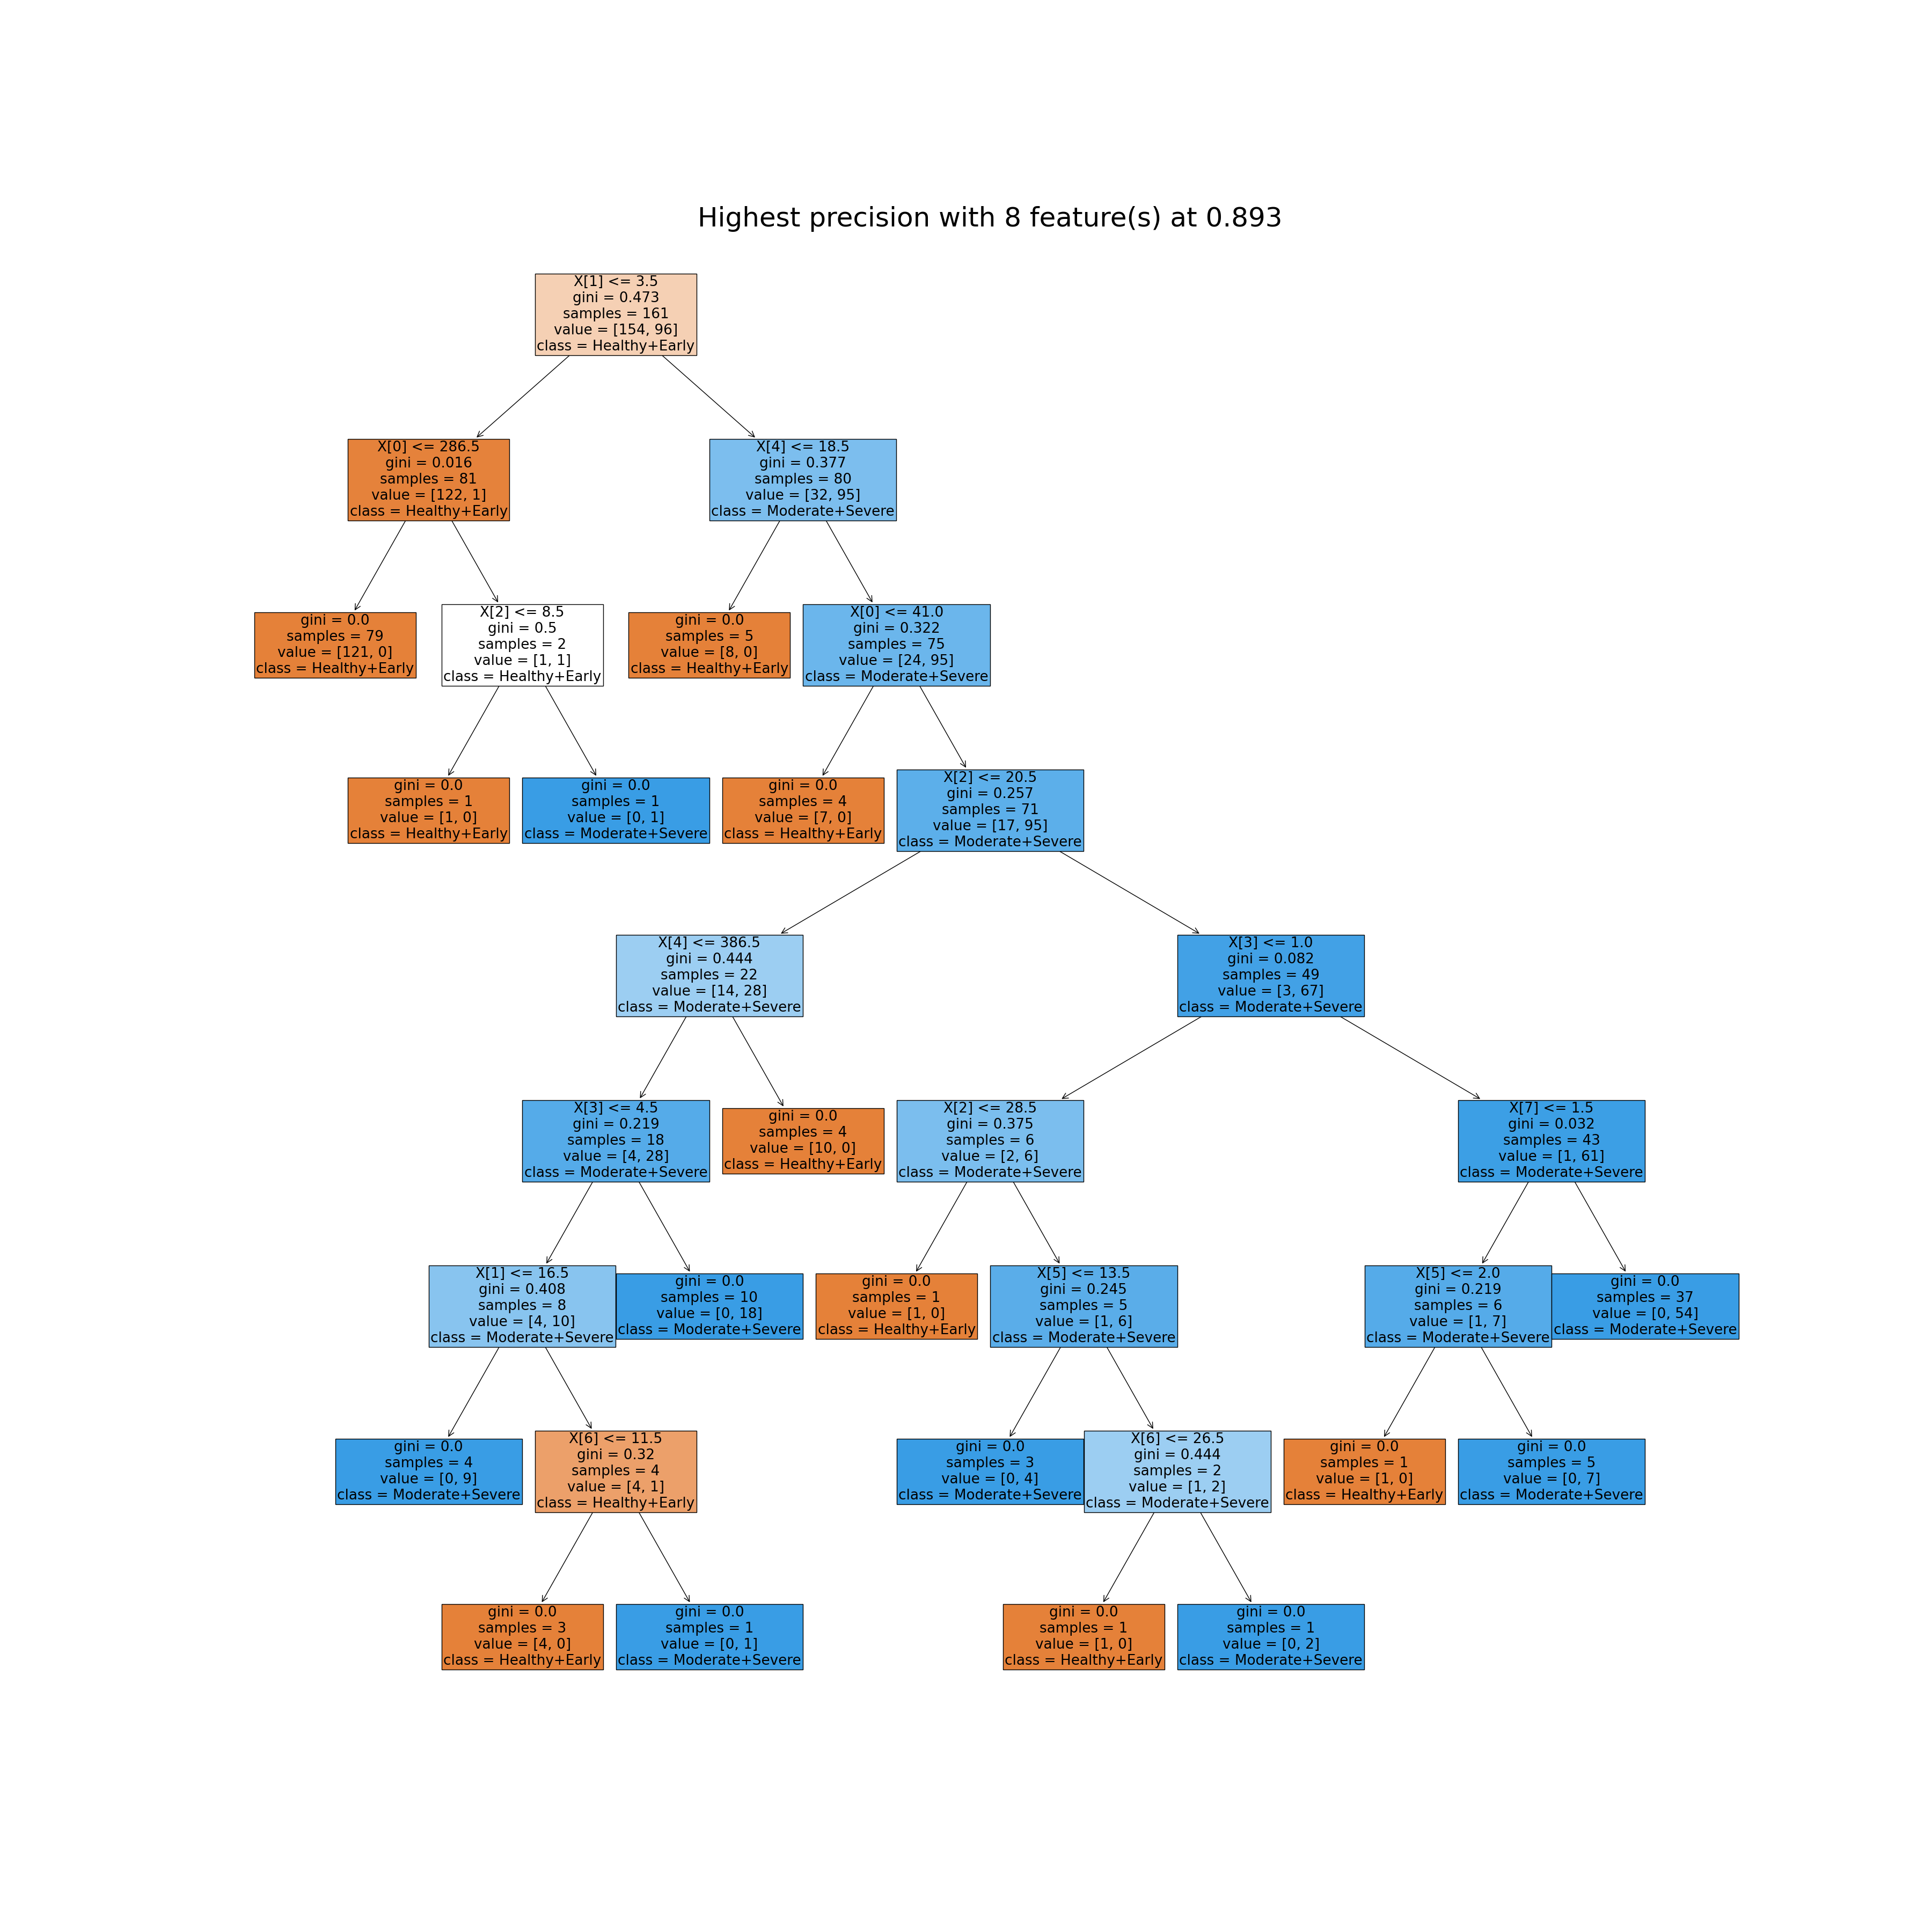 Highest precision with 8 feature(s) at 0.893
X[1] <= 3.5
gini = 0.473
samples = 161
value = [154, 96]
class = Healthy+Early
X[0] <= 286.5
gini = 0.016
samples = 81
value = [122, 1]
class = Healthy+Early
X[4] <= 18.5
gini = 0.377
samples = 80
value = [32, 95]
class = Moderate+Severe
gini = 0.0
samples = 79
value = [121, 0]
class = Healthy+Early
X[2] <= 8.5
gini = 0.5
samples = 2
value = [1, 1]
class = Healthy+Early
gini = 0.0
samples = 5
value = [8, 0]
class = Healthy+Early
X[0] <= 41.0
gini = 0.322
samples = 75
value = [24, 95]
class = Moderate+Severe
gini = 0.0
samples = 1
value = [1, 0]
class = Healthy+Early
gini = 0.0
samples = 1
value = [0, 1]
class = Moderate+Severe
gini = 0.0
samples = 4
value = [7, 0]
class = Healthy+Early
X[2] <= 20.5
gini = 0.257
samples = 71
value = [17, 95]
class = Moderate+Severe
X[4] <= 386.5
gini = 0.444
samples = 22
value = [14, 28]
class = Moderate+Severe
X[3] <= 1.0
gini = 0.082
samples = 49
value = [3, 67]
class = Moderate+Severe
X[3] <= 4.5
gini = 0.219
samples = 18
value = [4, 28]
class = Moderate+Severe
gini = 0.0
samples = 4
value = [10, 0]
class = Healthy+Early
X[2] <= 28.5
gini = 0.375
samples = 6
value = [2, 6]
class = Moderate+Severe
X[7] <= 1.5
gini = 0.032
samples = 43
value = [1, 61]
class = Moderate+Severe
X[1] <= 16.5
gini = 0.408
samples = 8
value = [4, 10]
class = Moderate+Severe
gini = 0.0
samples = 10
value = [0, 18]
class = Moderate+Severe
gini = 0.0
samples = 1
value = [1, 0]
class = Healthy+Early
X[5] <= 13.5
gini = 0.245
samples = 5
value = [1, 6]
class = Moderate+Severe
X[5] <= 2.0
gini = 0.219
samples = 6
value = [1, 7]
class = Moderate+Severe
gini = 0.0
samples = 37
value = [0, 54]
class = Moderate+Severe
gini = 0.0
samples = 4
value = [0, 9]
class = Moderate+Severe
X[6] <= 11.5
gini = 0.32
samples = 4
value = [4, 1]
class = Healthy+Early
gini = 0.0
samples = 3
value = [0, 4]
class = Moderate+Severe
X[6] <= 26.5
gini = 0.444
samples = 2
value = [1, 2]
class = Moderate+Severe
gini = 0.0
samples = 1
value = [1, 0]
class = Healthy+Early
gini = 0.0
samples = 5
value = [0, 7]
class = Moderate+Severe
gini = 0.0
samples = 3
value = [4, 0]
class = Healthy+Early
gini = 0.0
samples = 1
value = [0, 1]
class = Moderate+Severe
gini = 0.0
samples = 1
value = [1, 0]
class = Healthy+Early
gini = 0.0
samples = 1
value = [0, 2]
class = Moderate+Severe